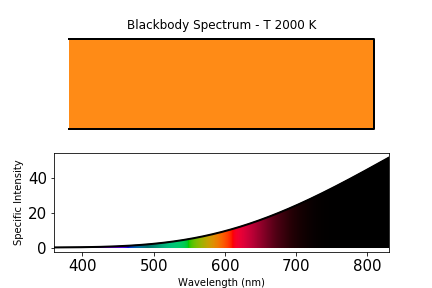 Blackbody Spectrum - T 2000 K
Specific Intensity
40
20
0
400 500 600 700 800
Wavelength (nm)